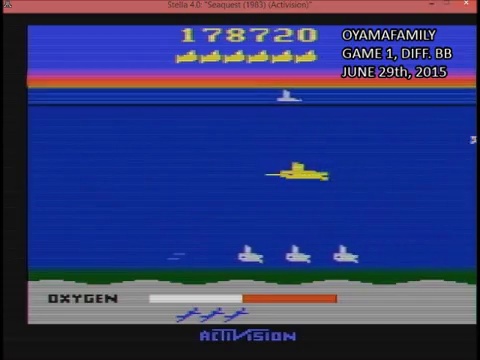 Stella 4.0: "Seaquest (1983) (Activision)"
178720
OYAMAFAMILY
GAME 1, DIFF. BB
JUNE 29th, 2015
OXYGEN
ACTIVISION